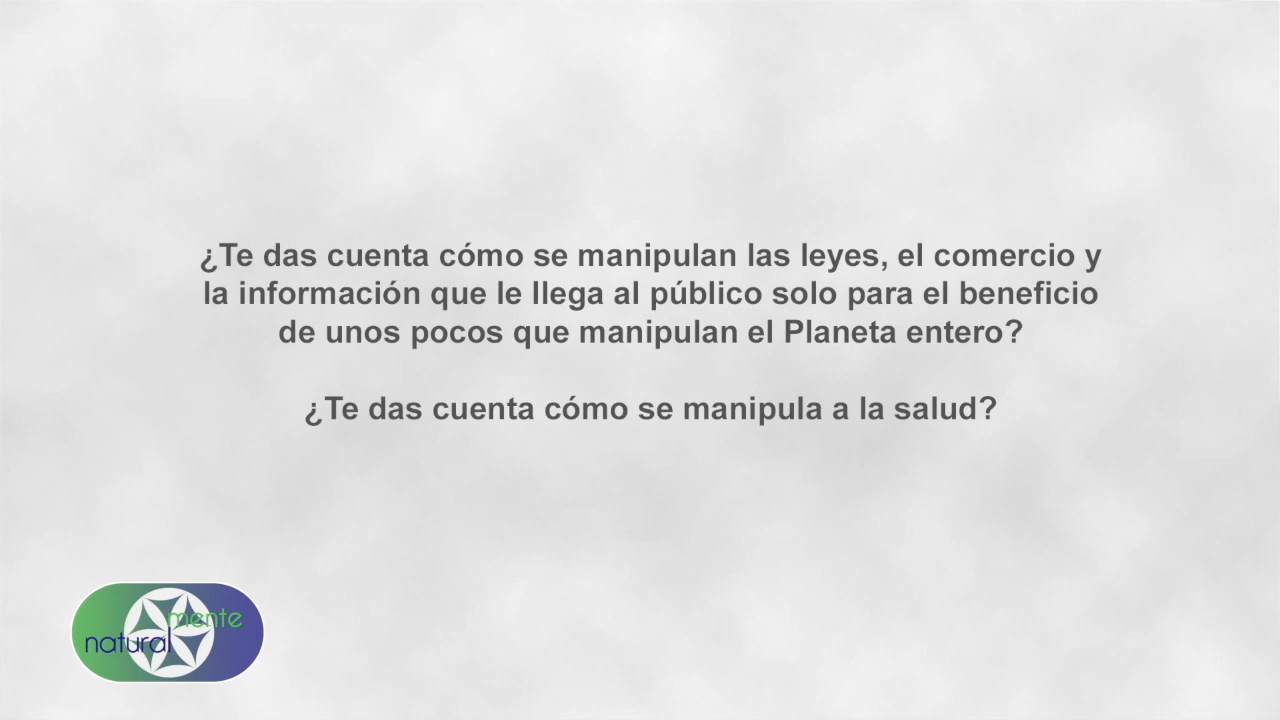 ¿Te das cuenta cómo se manipulan las leyes, el comercio y
la información que le llega al público solo para el beneficio
de unos pocos que manipulan el Planeta entero?
¿Te das cuenta cómo se manipula a la salud?
mente
natural